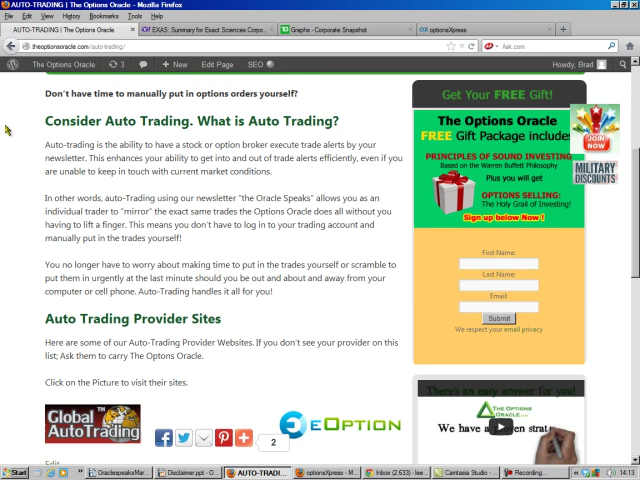 AUTO-TRADING | The Options Oracle - Mozilla Firefox
File Edit View History Bookmarks Tools Help
AUTO-TRADING | The Options Oracle
EXAS: Summary for Exact Sciences Corpo...
Graphs - Corporate Snapshot
optionsXpress
theoptionsoracle.com/auto-trading/
Ask.com
The Options Oracle 3 New Edit Page SEO Howdy, Brad
Don't have time to manually put in options orders yourself?
Consider Auto Trading. What is Auto Trading?
Auto-trading is the ability to have a stock or option broker execute trade alerts by your
newsletter. This enhances your ability to get into and out of trade alerts efficiently, even if you
are unable to keep in touch with current market conditions.
In other words, auto-Trading using our newsletter "the Oracle Speaks" allows you as an
individual trader to "mirror" the exact same trades the Options Oracle does all without you
having to lift a finger. This means you don't have to log in to your trading account and
manually put in the trades yourself!
You no longer have to worry about making time to put in the trades yourself or scramble to
put them in urgently at the last minute should you be out and about and away from your
computer or cell phone. Auto-Trading handles it all for you!
Auto Trading Provider Sites
Here are some of our Auto-Trading Provider Websites. If you don't see your provider on this
list; Ask them to carry The Optons Oracle.
Click on the Picture to visit their sites.
Global
AutoTrading
2
eOPTION
Edit
Get Your FREE Gift!
The Options Oracle
FREE Gift Package includes
PRINCIPLES OF SOUND INVESTING
Based on the Warren Buffett Philosophy
Plus you will get
OPTIONS SELLING:
The Holy Grail of Investing!
Sign up below Now !
JOIN
NOW
MILITARY
DISCOUNTS
First Name:
Last Name:
Email:
Submit
We respect your email privacy
There's an easy answer for you!
THE OPTIONS
ORACLE.COM
We have a proven strat
Start
OraclespeaksMar...
Disclaimer.ppt - O...
AUTO-TRADI...
optionsXpress - M...
Inbox (2,633) - lee...
Camtasia Studio - ...
Recording...
14:13